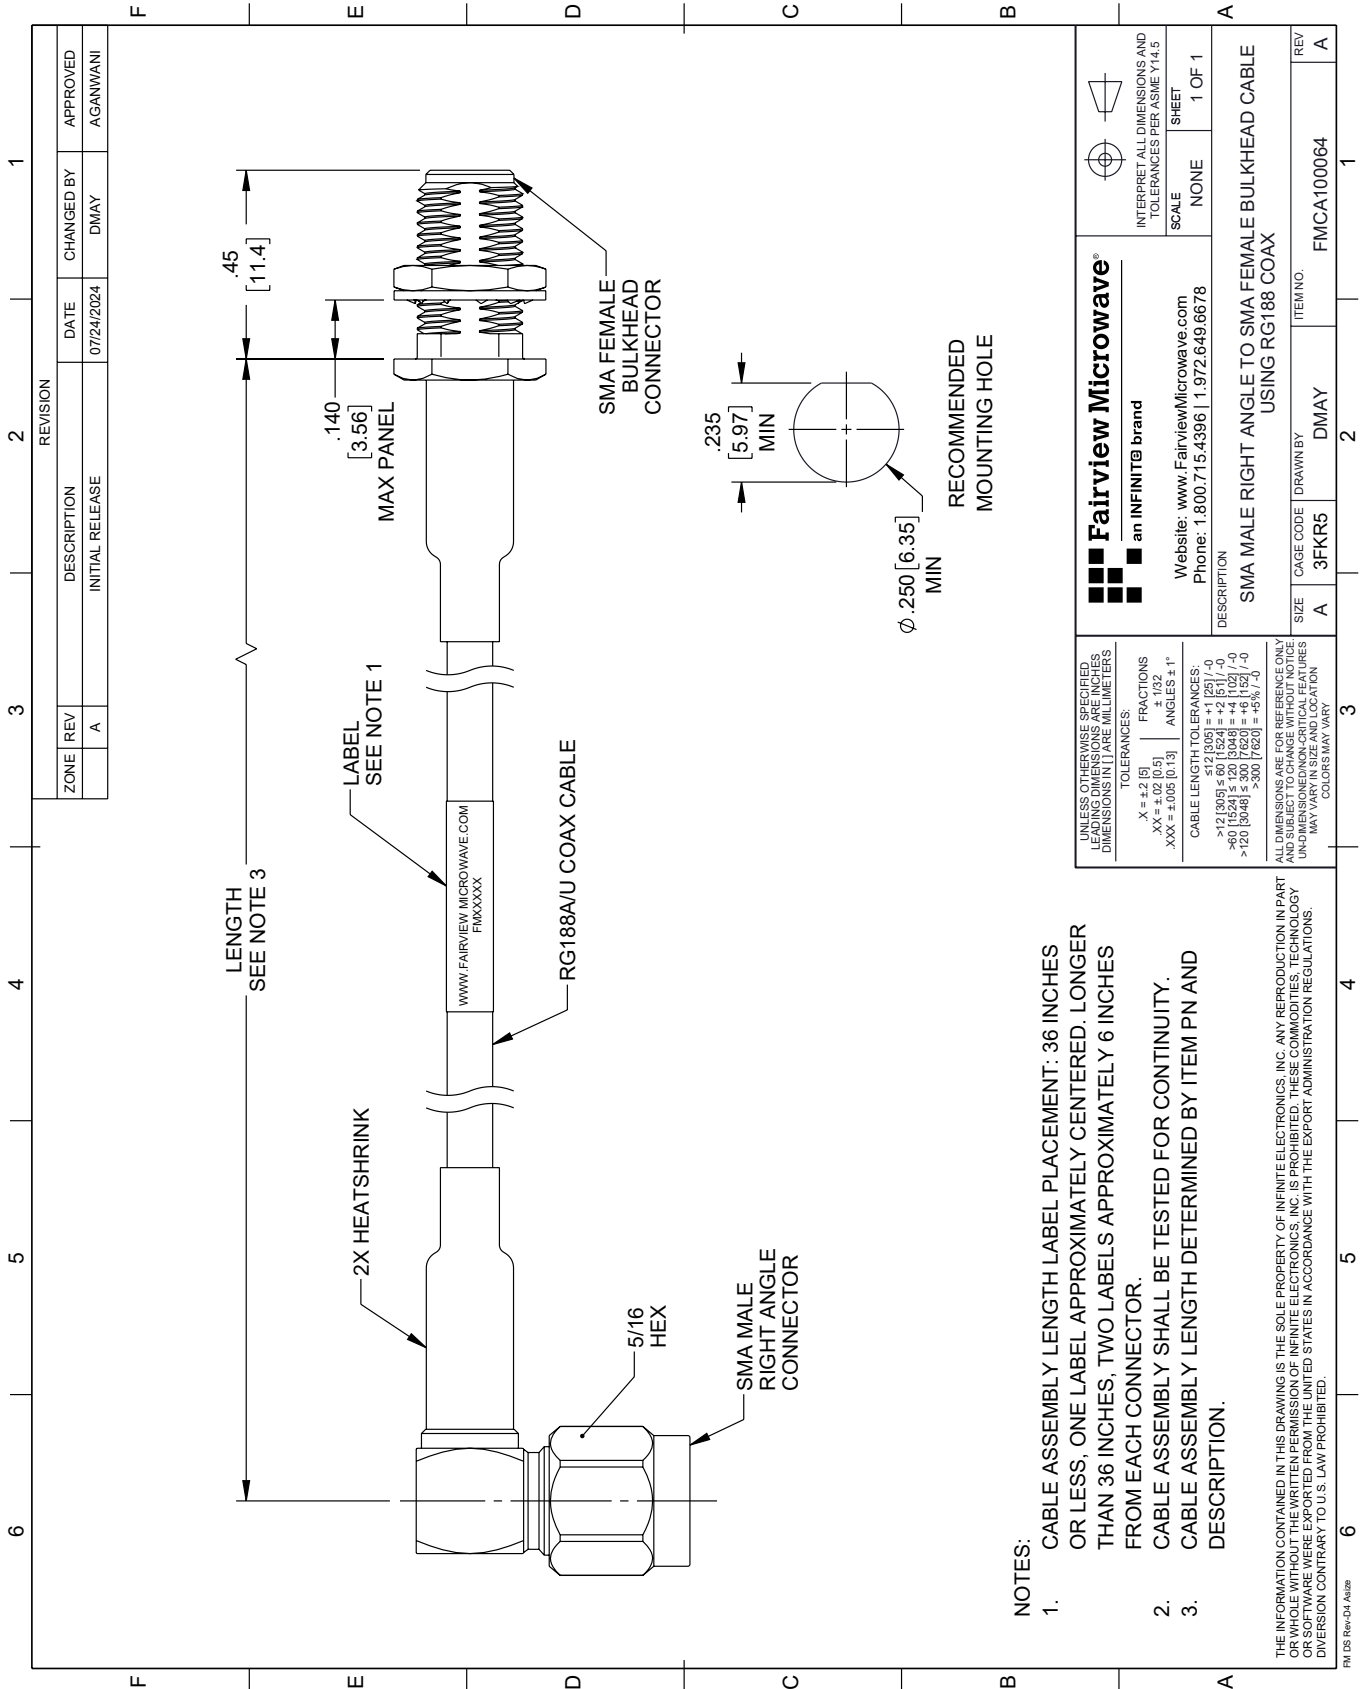 REVISION
ZONE REV DESCRIPTION DATE CHANGED BY APPROVED
A INITIAL RELEASE 07/24/2024 DMAY AGANWANI
6 5 4 3 2 1
F
E
D
C
B
A
LENGTH
SEE NOTE 3
.45
[11.4]
.140
[3.56]
MAX PANEL
2X HEATSHRINK
LABEL
SEE NOTE 1
WWW.FAIRVIEW MICROWAVE.COM
FMXXXXX
RG188A/U COAX CABLE
SMA FEMALE
BULKHEAD
CONNECTOR
5/16
HEX
SMA MALE
RIGHT ANGLE
CONNECTOR
.235
[5.97]
MIN
Ø.250 [6.35]
MIN
RECOMMENDED
MOUNTING HOLE
NOTES:
1. CABLE ASSEMBLY LENGTH LABEL PLACEMENT: 36 INCHES
OR LESS, ONE LABEL APPROXIMATELY CENTERED. LONGER
THAN 36 INCHES, TWO LABELS APPROXIMATELY 6 INCHES
FROM EACH CONNECTOR.
2. CABLE ASSEMBLY SHALL BE TESTED FOR CONTINUITY.
3. CABLE ASSEMBLY LENGTH DETERMINED BY ITEM PN AND
DESCRIPTION.
THE INFORMATION CONTAINED IN THIS DRAWING IS THE SOLE PROPERTY OF INFINITE ELECTRONICS, INC. ANY REPRODUCTION IN PART
OR WHOLE WITHOUT THE WRITTEN PERMISSION OF INFINITE ELECTRONICS, INC. IS PROHIBITED. THESE COMMODITIES, TECHNOLOGY
OR SOFTWARE WERE EXPORTED FROM THE UNITED STATES IN ACCORDANCE WITH THE EXPORT ADMINISTRATION REGULATIONS.
DIVERSION CONTRARY TO U.S. LAW PROHIBITED.
UNLESS OTHERWISE SPECIFIED
LEADING DIMENSIONS ARE INCHES
DIMENSIONS IN [ ] ARE MILLIMETERS
TOLERANCES:
.X = ±.2 [5] FRACTIONS
.XX = ±.02 [0.5] ± 1/32
.XXX = ±.005 [0.13] ANGLES ± 1°
CABLE LENGTH TOLERANCES:
≤12 [305] = +1 [25] / -0
>12 [305] ≤ 60 [1524] = +2 [51] / -0
>60 [1524] ≤ 120 [3048] = +4 [102] / -0
>120 [3048] ≤ 300 [7620] = +6 [152] / -0
>300 [7620] = +5% / -0
ALL DIMENSIONS ARE FOR REFERENCE ONLY
AND SUBJECT TO CHANGE WITHOUT NOTICE.
UN-DIMENSIONED/NON-CRITICAL FEATURES
MAY VARY IN SIZE AND LOCATION
COLORS MAY VARY
Fairview Microwave®
an INFINIT® brand
Website: www.FairviewMicrowave.com
Phone: 1.800.715.4396 | 1.972.649.6678
INTERPRET ALL DIMENSIONS AND
TOLERANCES PER ASME Y14.5
SCALE SHEET
NONE 1 OF 1
DESCRIPTION
SMA MALE RIGHT ANGLE TO SMA FEMALE BULKHEAD CABLE
USING RG188 COAX
SIZE CAGE CODE DRAWN BY ITEM NO. REV
A 3FKR5 DMAY FMCA100064 A
6 5 4 3 2 1
F
E
D
C
B
A
FM DS Rev-D4 Asize